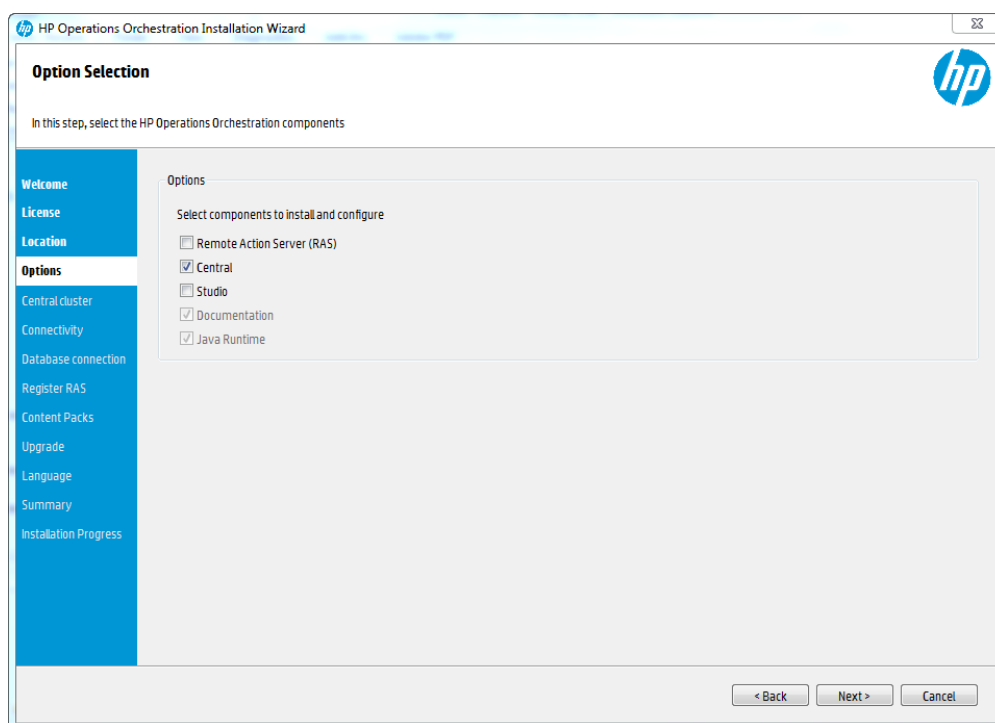 HP Operations Orchestration Installation Wizard
Option Selection
hp
In this step, select the HP Operations Orchestration components
Welcome
License
Location
Options
Central cluster
Connectivity
Database connection
Register RAS
Content Packs
Upgrade
Language
Summary
Installation Progress
Options
Select components to install and configure
Remote Action Server (RAS)
Central
Studio
Documentation
Java Runtime
< Back Next > Cancel